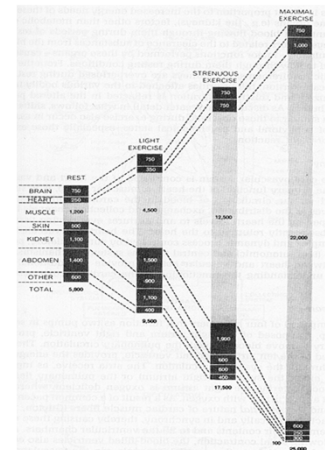 MAXIMAL
EXERCISE
750
1,000
STRENUOUS
EXERCISE
750
750
LIGHT
EXERCISE
750
350
4,500
12,500
22,000
REST
BRAIN 750
HEART 250
MUSCLE 1,200
SKIN 500
KIDNEY 1,100
ABDOMEN 1,400
OTHER 600
TOTAL 5,800
1,500
900
1,100
400
9,500
1,900
600
600
400
17,500
600
250
300
100
25,000